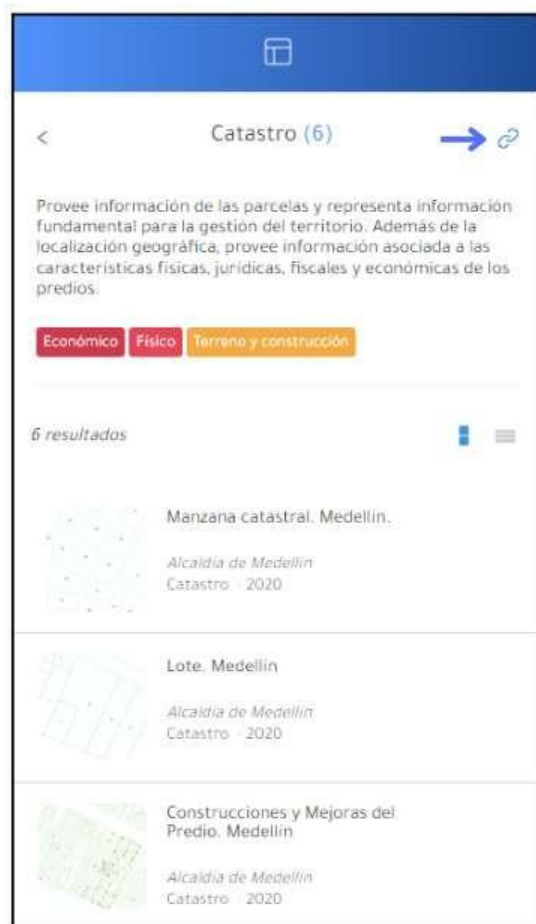 Catastro (6)
Provee información de las parcelas y representa información
fundamental para la gestión del territorio. Además de la
localización geográfica, provee información asociada a las
características físicas, jurídicas, fiscales y económicas de los
predios.
Económico Físico Terreno y construcción
6 resultados
Manzana catastral. Medellín.
Alcaldía de Medellín
Catastro - 2020
Lote. Medellín
Alcaldía de Medellín
Catastro - 2020
Construcciones y Mejoras del
Predio. Medellín
Alcaldía de Medellín
Catastro - 2020